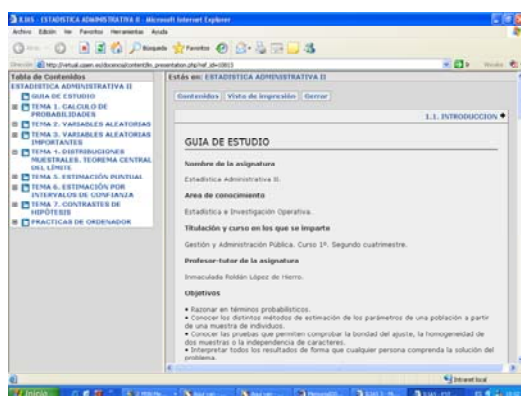 ILIAS - ESTADISTICA ADMINISTRATIVA II - Microsoft Internet Explorer
Archivo Edición Ver Favoritos Herramientas Ayuda
Búsqueda Favoritos
Tabla de Contenidos
ESTADISTICA ADMINISTRATIVA II
GUIA DE ESTUDIO
TEMA 1. CALCULO DE
PROBABILIDADES
TEMA 2. VARIABLES ALEATORIAS
TEMA 3. VARIABLES ALEATORIAS
IMPORTANTES
TEMA 4. DISTRIBUCIONES
MUESTRALES. TEOREMA CENTRAL
DEL LÍMITE
TEMA 5. ESTIMACIÓN PUNTUAL
TEMA 6. ESTIMACIÓN POR
INTERVALOS DE CONFIANZA
TEMA 7. CONTRASTES DE
HIPÓTESIS
PRACTICAS DE ORDENADOR
Estás en: ESTADISTICA ADMINISTRATIVA II
Contenidos Vista de impresión Cerrar
1.1. INTRODUCCION
GUIA DE ESTUDIO
Nombre de la asignatura
Estadística Administrativa II.
Area de conocimiento
Estadística e Investigación Operativa.
Titulación y curso en los que se imparte
Gestión y Administración Pública. Curso 1º. Segundo cuatrimestre.
Profesor-tutor de la asignatura
Inmaculada Roldán López de Hierro.
Objetivos
• Razonar en términos probabilísticos.
• Conocer los distintos métodos de estimación de los parámetros de una población a partir
de una muestra de individuos.
• Conocer las pruebas que permiten comprobar la bondad del ajuste, la homogeneidad de
dos muestras o la independencia de caracteres.
• Interpretar todos los resultados de forma que cualquier persona comprenda la solución del
problema.
Intranet local
Inicio